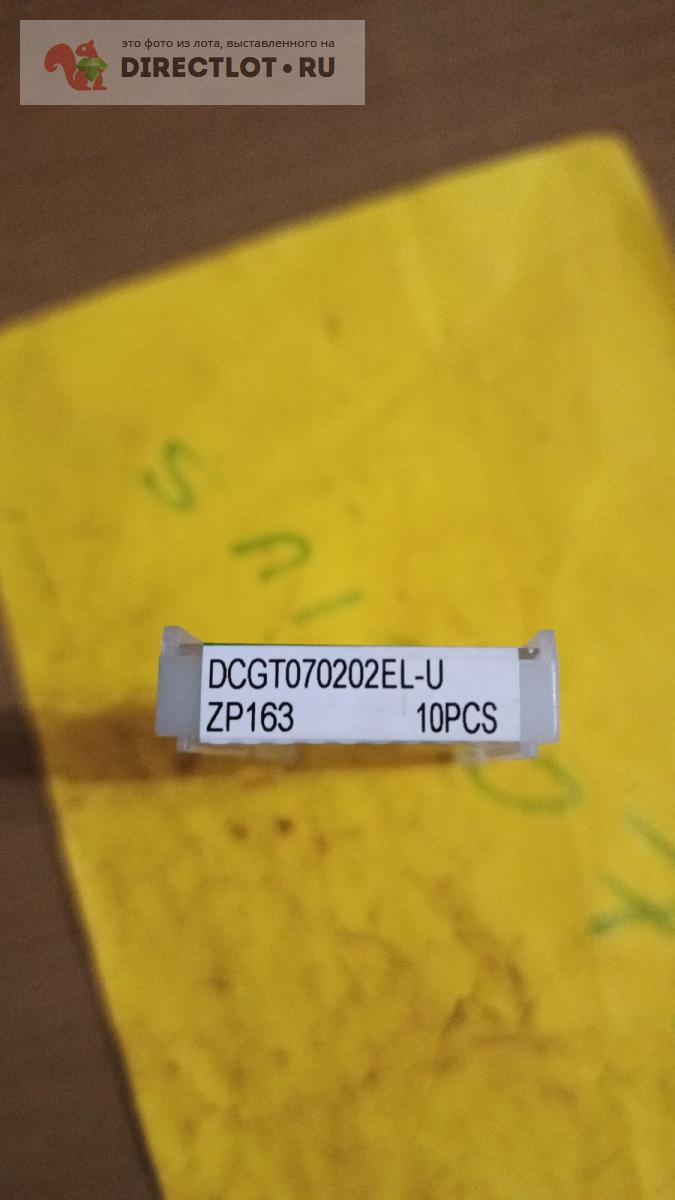 это фото из лота, выставленного на
DIRECTLOT•RU
DCGT070202EL-U
ZP163 10PCS